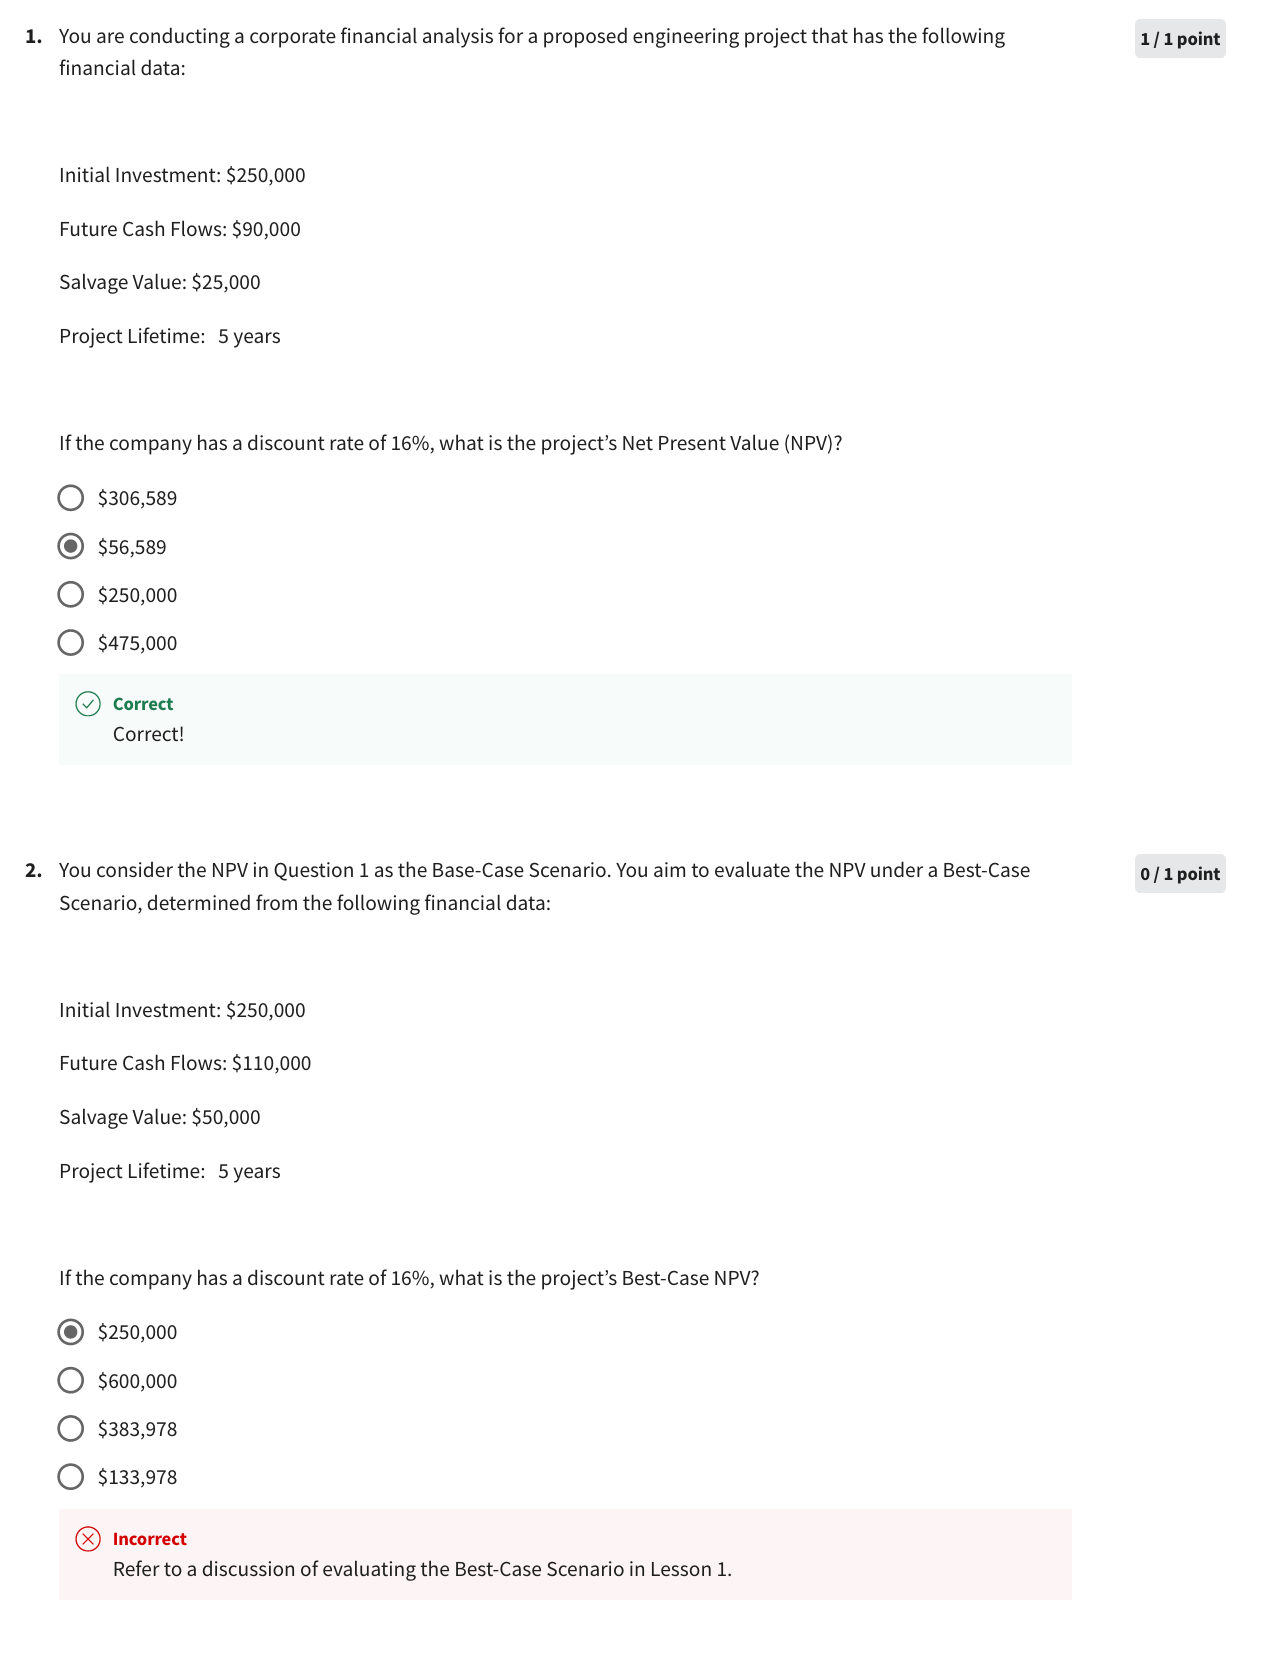 1. You are conducting a corporate financial analysis for a proposed engineering project that has the following
1 / 1 point
financial data:
Initial Investment: $250,000
Future Cash Flows: $90,000
Salvage Value: $25,000
Project Lifetime: 5 years
If the company has a discount rate of 16%, what is the project’s Net Present Value (NPV)?
$306,589
$56,589
$250,000
$475,000
Correct
Correct!
2. You consider the NPV in Question 1 as the Base-Case Scenario. You aim to evaluate the NPV under a Best-Case
0 / 1 point
Scenario, determined from the following financial data:
Initial Investment: $250,000
Future Cash Flows: $110,000
Salvage Value: $50,000
Project Lifetime: 5 years
If the company has a discount rate of 16%, what is the project’s Best-Case NPV?
$250,000
$600,000
$383,978
$133,978
Incorrect
Refer to a discussion of evaluating the Best-Case Scenario in Lesson 1.